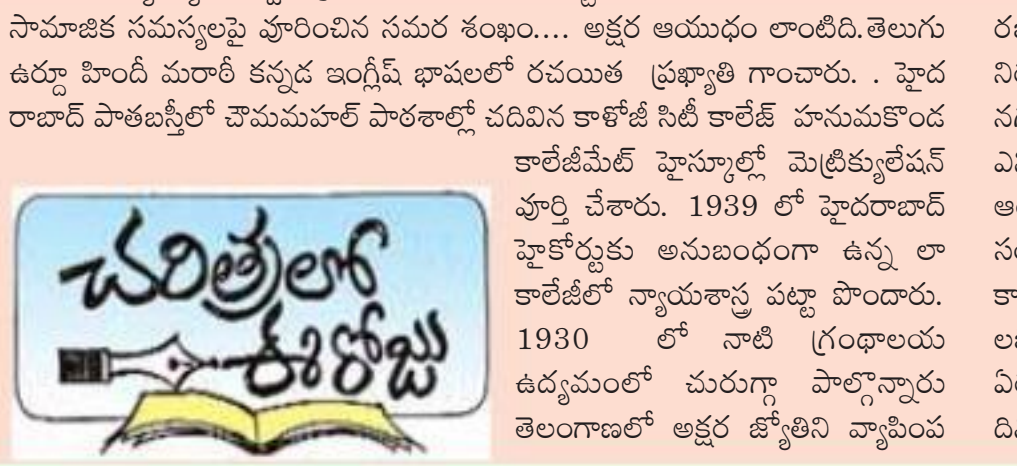 సామాజిక సమస్యలపై పూరించిన సమర శంఖం.... అక్షర ఆయుధం లాంటిది.తెలుగు
ఉర్దూ హిందీ మరాఠీ కన్నడ ఇంగ్లీష్ భాషలలో రచయిత ప్రఖ్యాతి గాంచారు. . హైద
రాబాద్ పాతబస్తీలో చౌమమహల్ పాఠశాల్లో చదివిన కాళోజీ సిటీ కాలేజ్ హనుమకొండ
కాలేజీమేట్ హైస్కూల్లో మెట్రిక్యులేషన్
పూర్తి చేశారు. 1939 లో హైదరాబాద్
హైకోర్టుకు అనుబంధంగా ఉన్న లా
కాలేజీలో న్యాయశాస్త్ర పట్టా పొందారు.
1930 లో నాటి గ్రంథాలయ
ఉద్యమంలో చురుగ్గా పాల్గొన్నారు
తెలంగాణలో అక్షర జ్యోతిని వ్యాపింప
చరిత్రలో
ఈరోజు